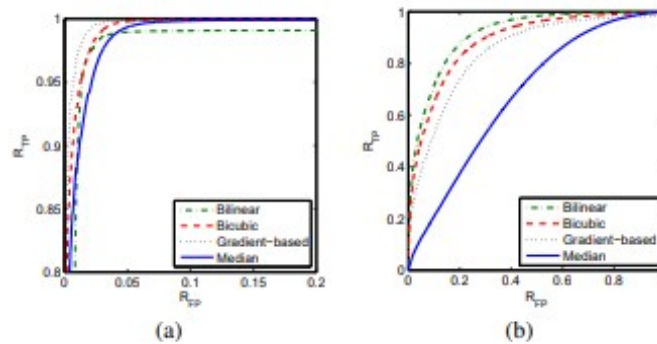 1
0.95
R_TP
0.9
0.85
0.8
0
0.05
0.1
0.15
0.2
R_FP
Bilinear
Bicubic
Gradient-based
Median
(a)
1
0.8
0.6
R_TP
0.4
0.2
0
0
0.2
0.4
0.6
0.8
R_FP
Bilinear
Bicubic
Gradient-based
Median
(b)